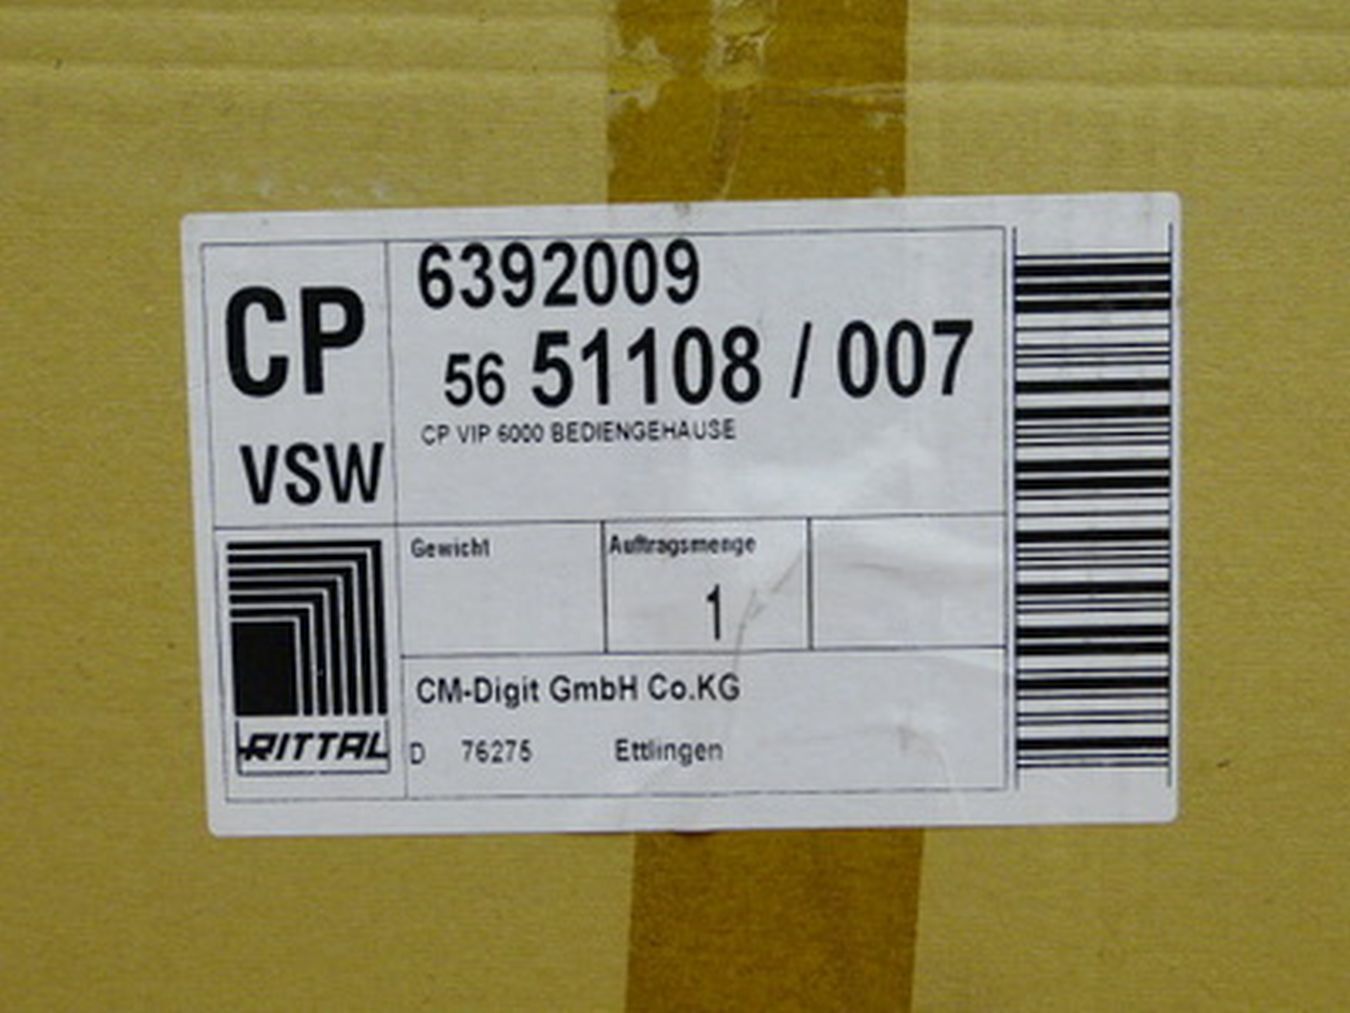 CP
VSW
6392009
56 51108 / 007
CP VIP 6000 BEDIENGEHAUSE
Gewicht
Auftragsmenge
1
RITTAL
CM-Digit GmbH Co.KG
D 76275 Ettlingen